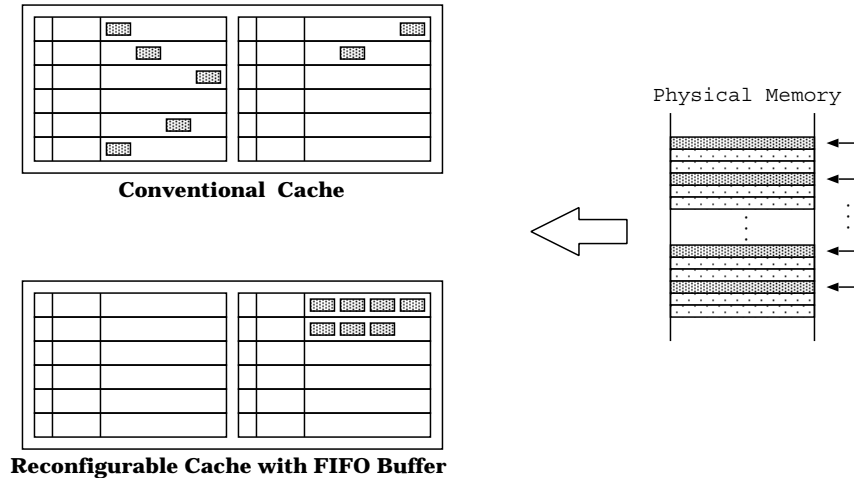 Physical Memory
Conventional Cache
Reconfigurable Cache with FIFO Buffer